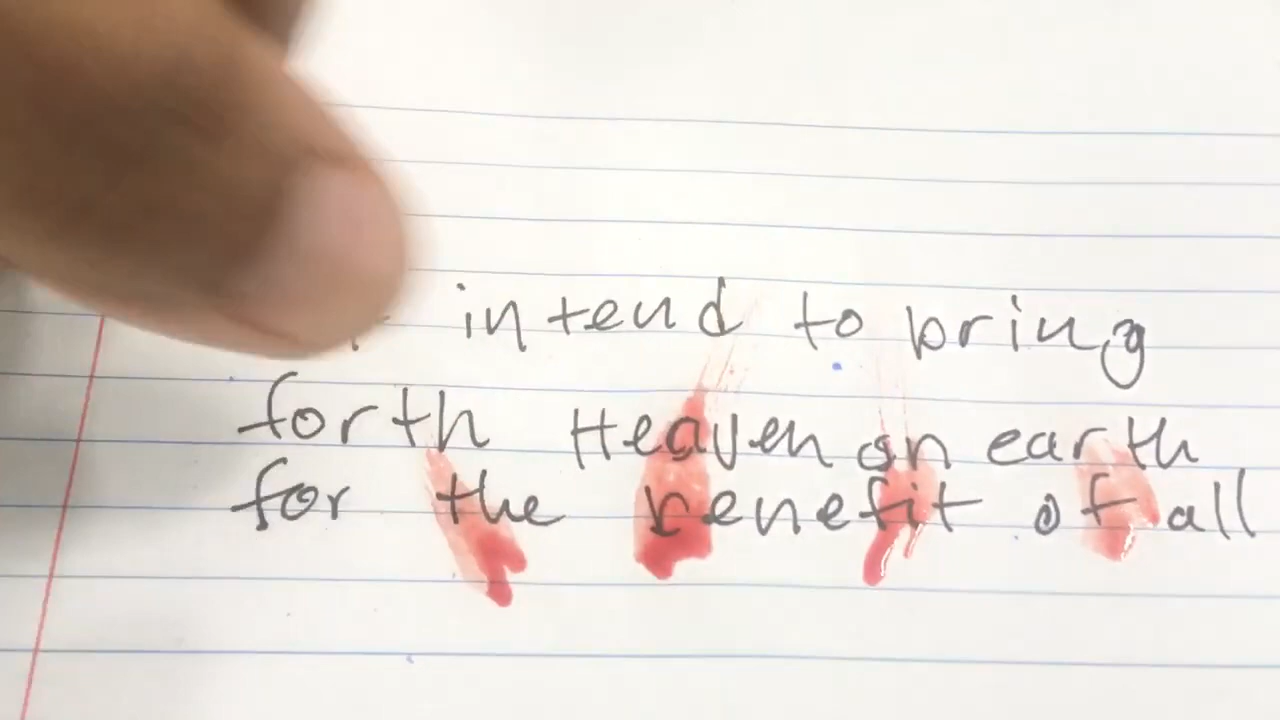 intend to bring
forth Heaven on earth
for the benefit of all